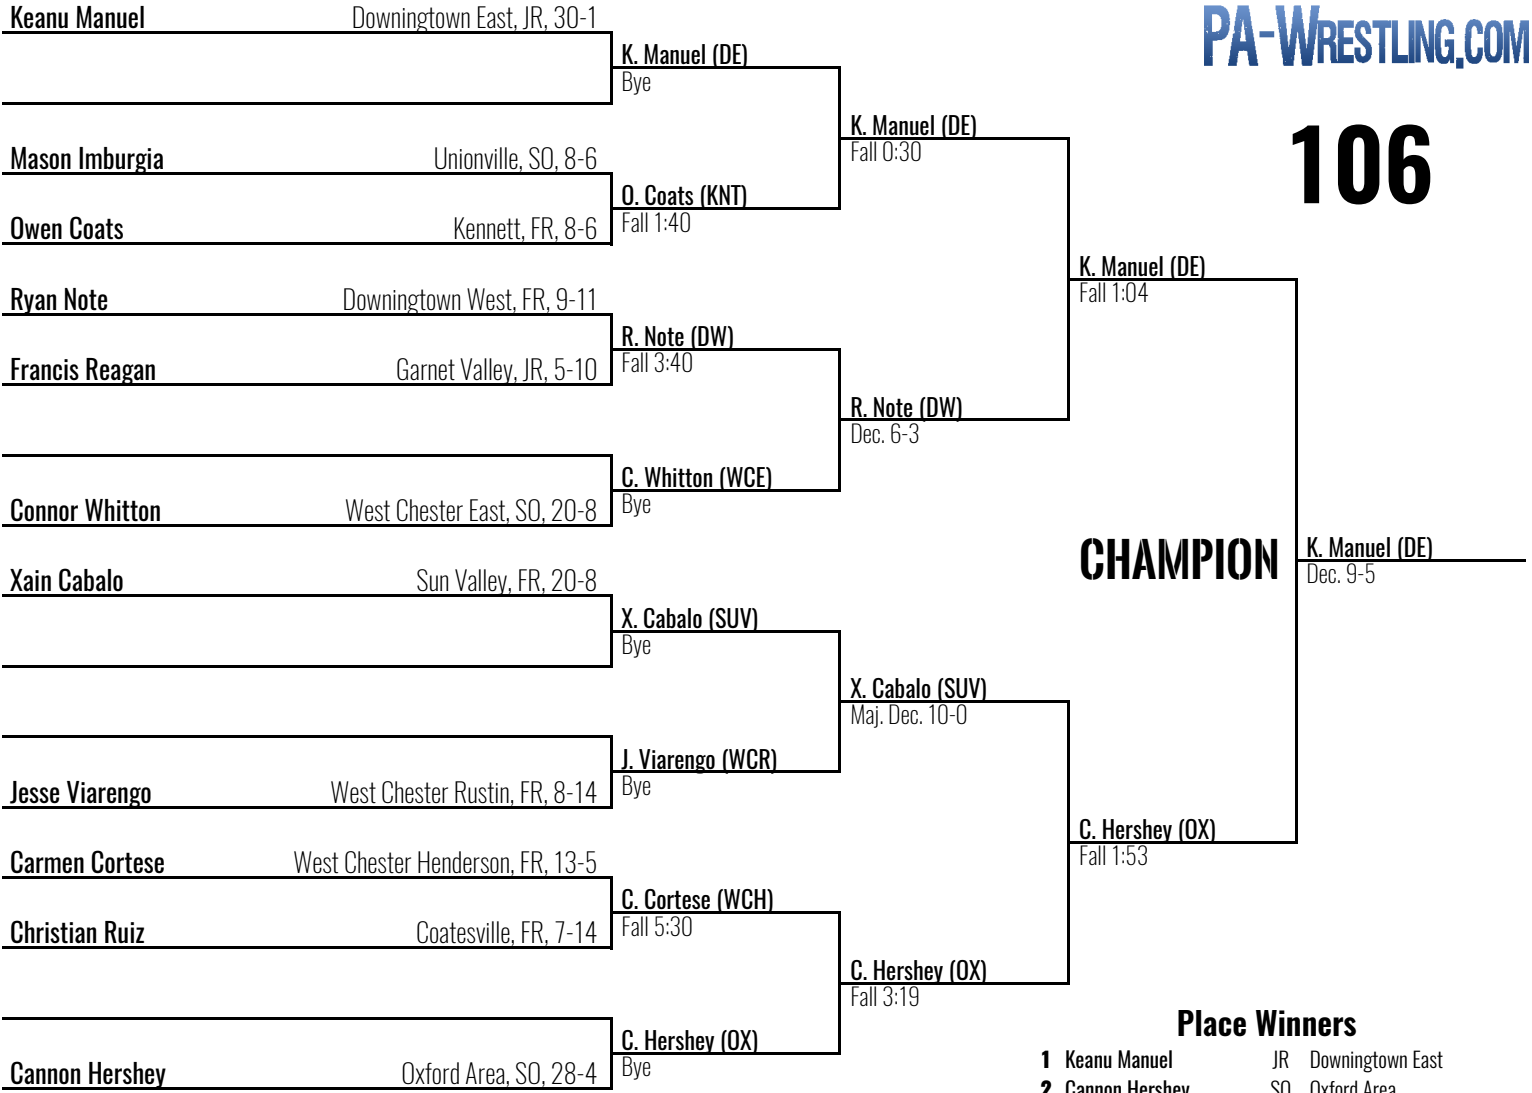 PA-WRESTLING.COM
106
Keanu Manuel Downingtown East, JR, 30-1
K. Manuel (DE)
Bye
K. Manuel (DE)
Fall 0:30
Mason Imburgia Unionville, SO, 8-6
O. Coats (KNT)
Fall 1:40
Owen Coats Kennett, FR, 8-6
K. Manuel (DE)
Fall 1:04
Ryan Note Downingtown West, FR, 9-11
R. Note (DW)
Fall 3:40
Francis Reagan Garnet Valley, JR, 5-10
R. Note (DW)
Dec. 6-3
C. Whitton (WCE)
Bye
Connor Whitton West Chester East, SO, 20-8
CHAMPION
K. Manuel (DE)
Dec. 9-5
Xain Cabalo Sun Valley, FR, 20-8
X. Cabalo (SUV)
Bye
X. Cabalo (SUV)
Maj. Dec. 10-0
J. Viarengo (WCR)
Bye
Jesse Viarengo West Chester Rustin, FR, 8-14
C. Hershey (OX)
Fall 1:53
Carmen Cortese West Chester Henderson, FR, 13-5
C. Cortese (WCH)
Fall 5:30
Christian Ruiz Coatesville, FR, 7-14
C. Hershey (OX)
Fall 3:19
C. Hershey (OX)
Bye
Cannon Hershey Oxford Area, SO, 28-4
Place Winners
1 Keanu Manuel JR Downingtown East
2 Cannon Hershey SO Oxford Area